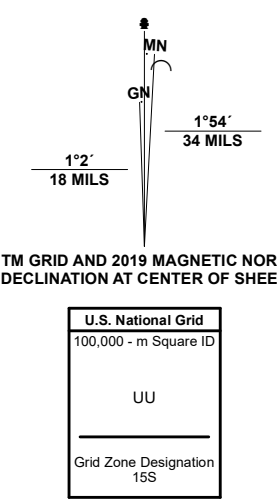 MN
GN
1°54´
34 MILS
1°2´
18 MILS
TM GRID AND 2019 MAGNETIC NOR
DECLINATION AT CENTER OF SHEE
U.S. National Grid
100,000 - m Square ID
UU
Grid Zone Designation
15S